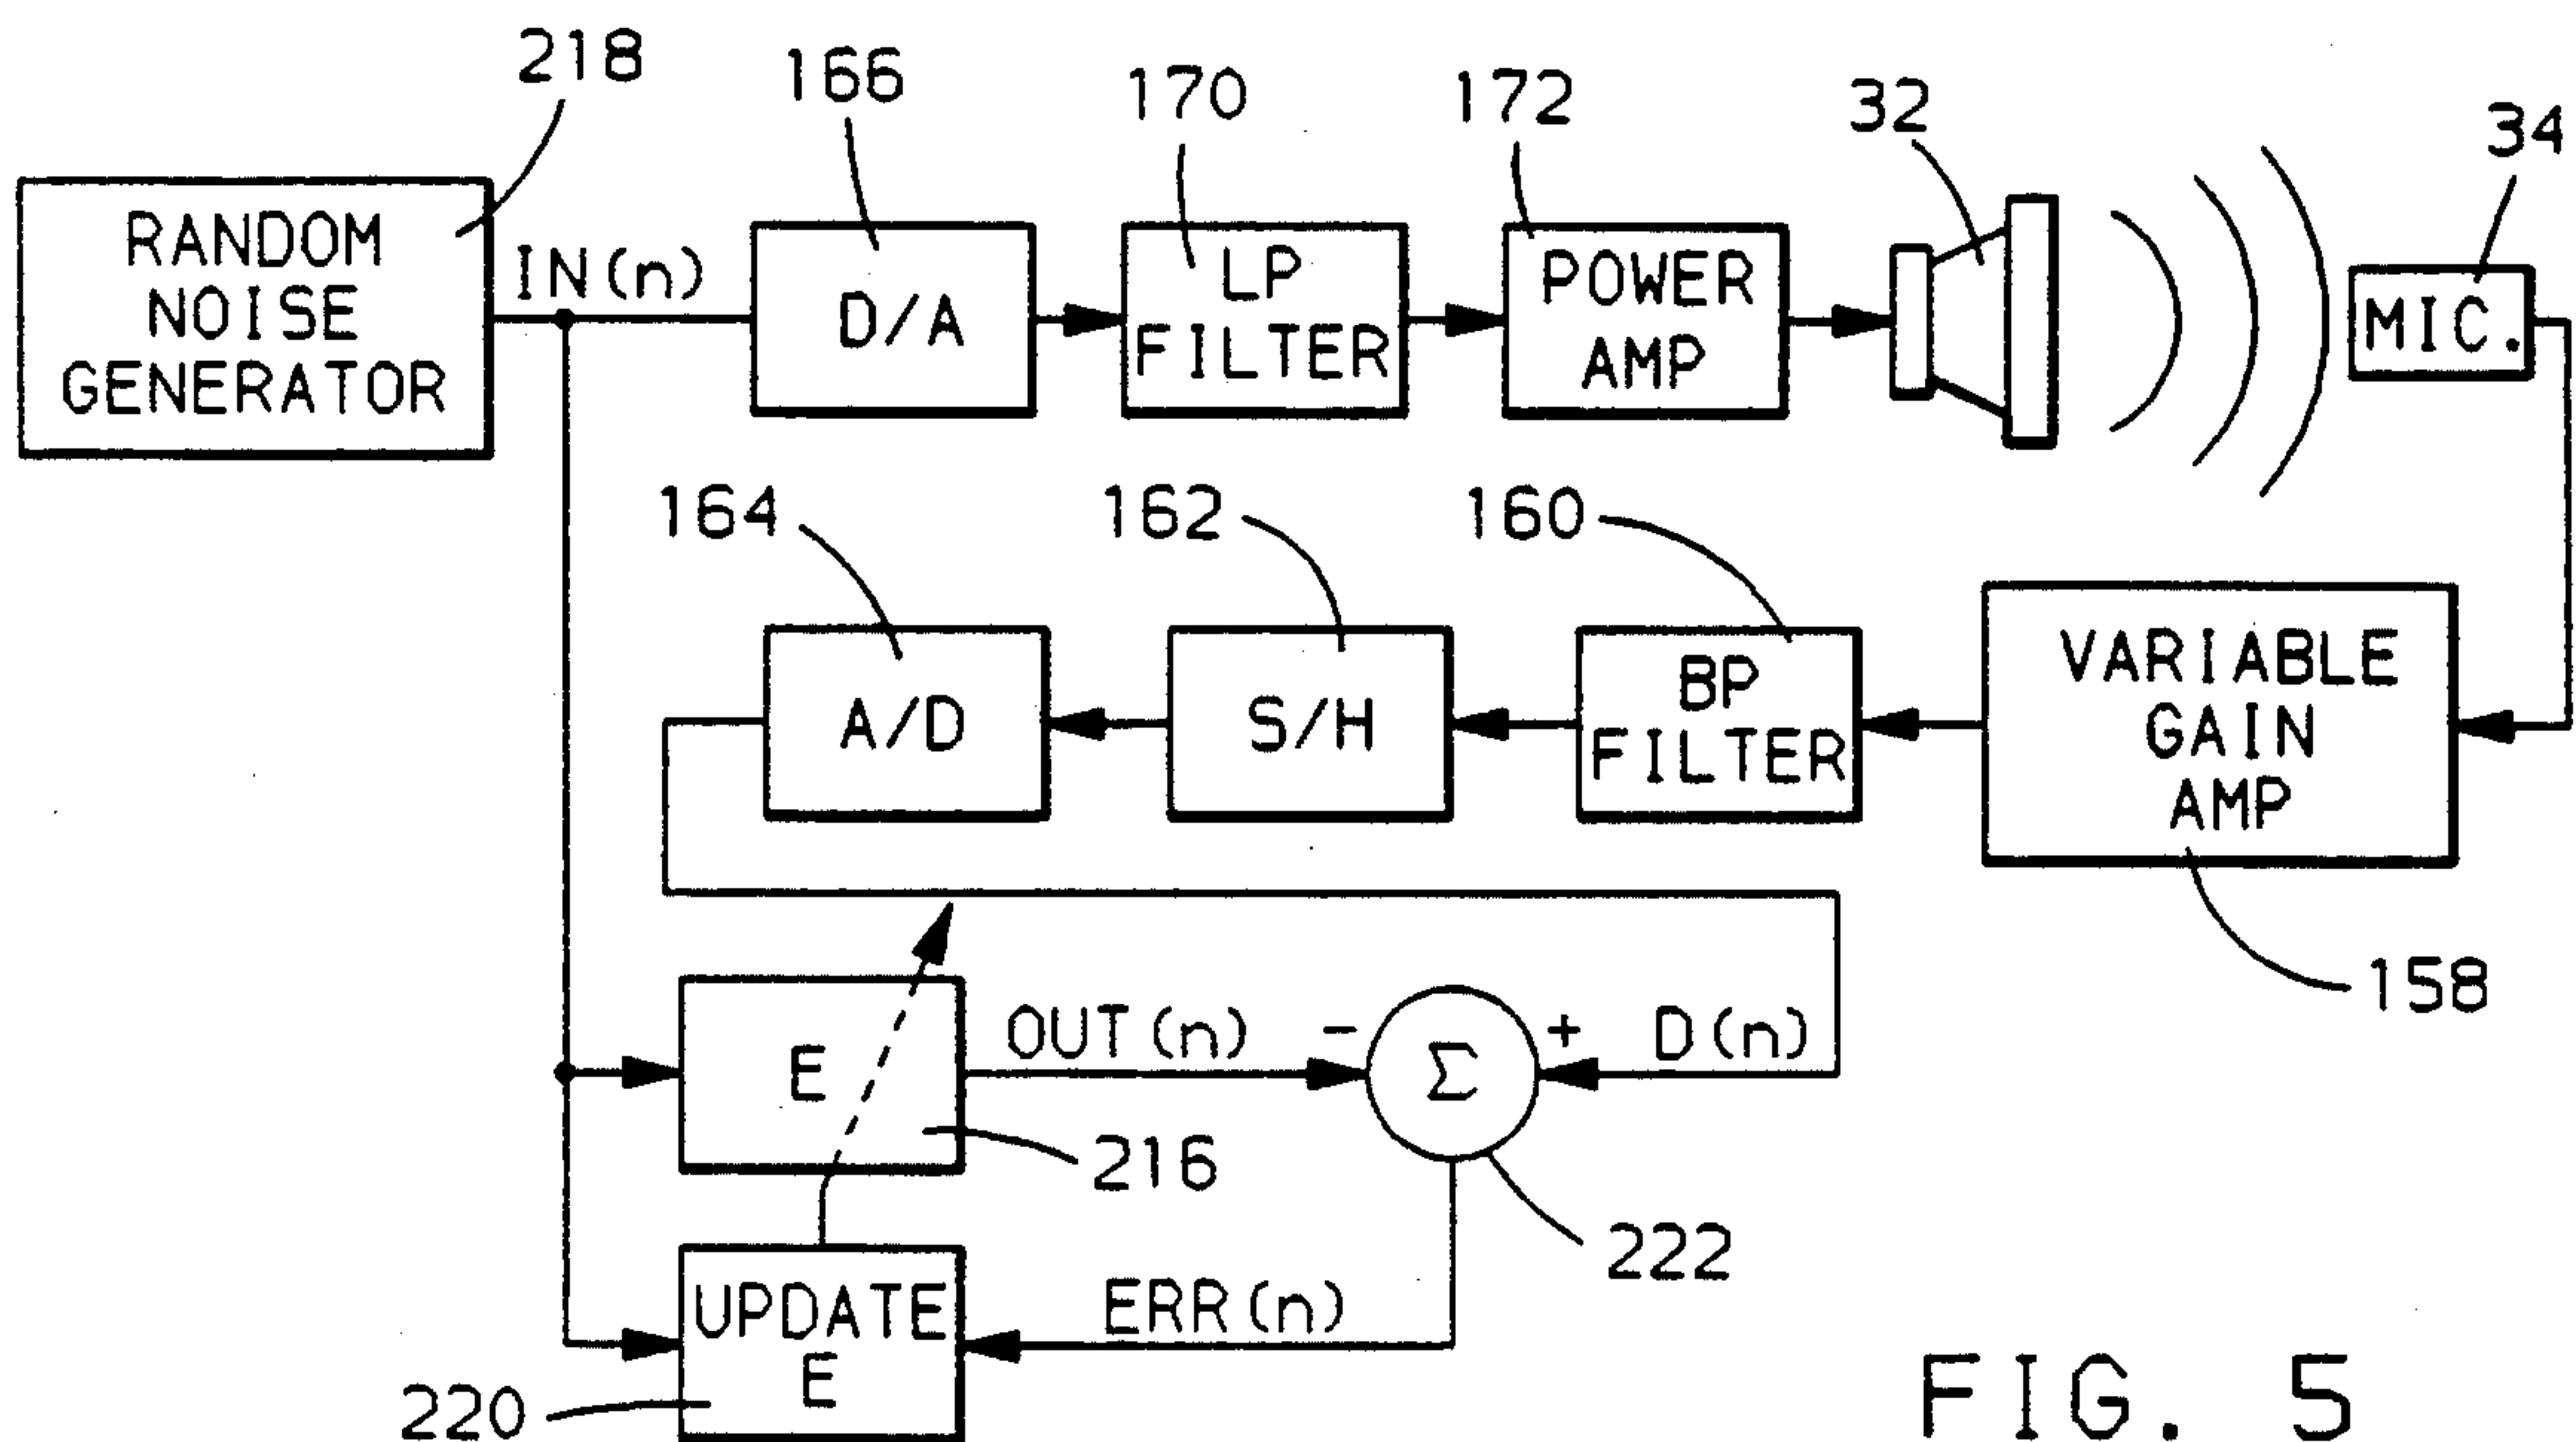 218
166
170
172
32
34
RANDOM
NOISE
GENERATOR
IN(n)
D/A
LP
FILTER
POWER
AMP
MIC.
164
162
160
A/D
S/H
BP
FILTER
VARIABLE
GAIN
AMP
158
E
OUT(n)
-
Σ
+
D(n)
216
222
UPDATE
E
ERR(n)
220
FIG. 5